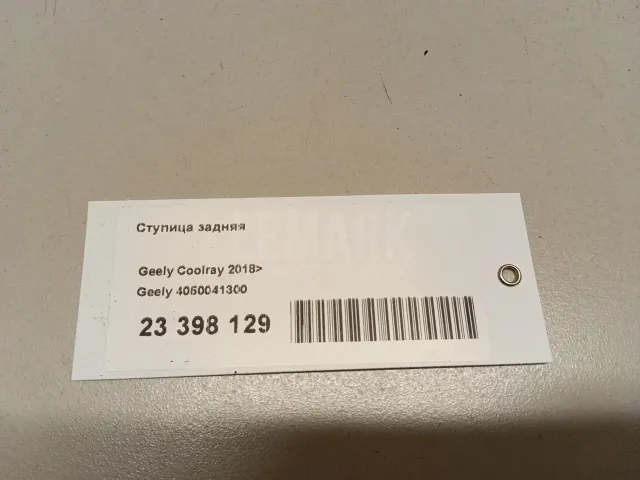 Ступица задняя
Geely Coolray 2018>
Geely 4050041300
23 398 129